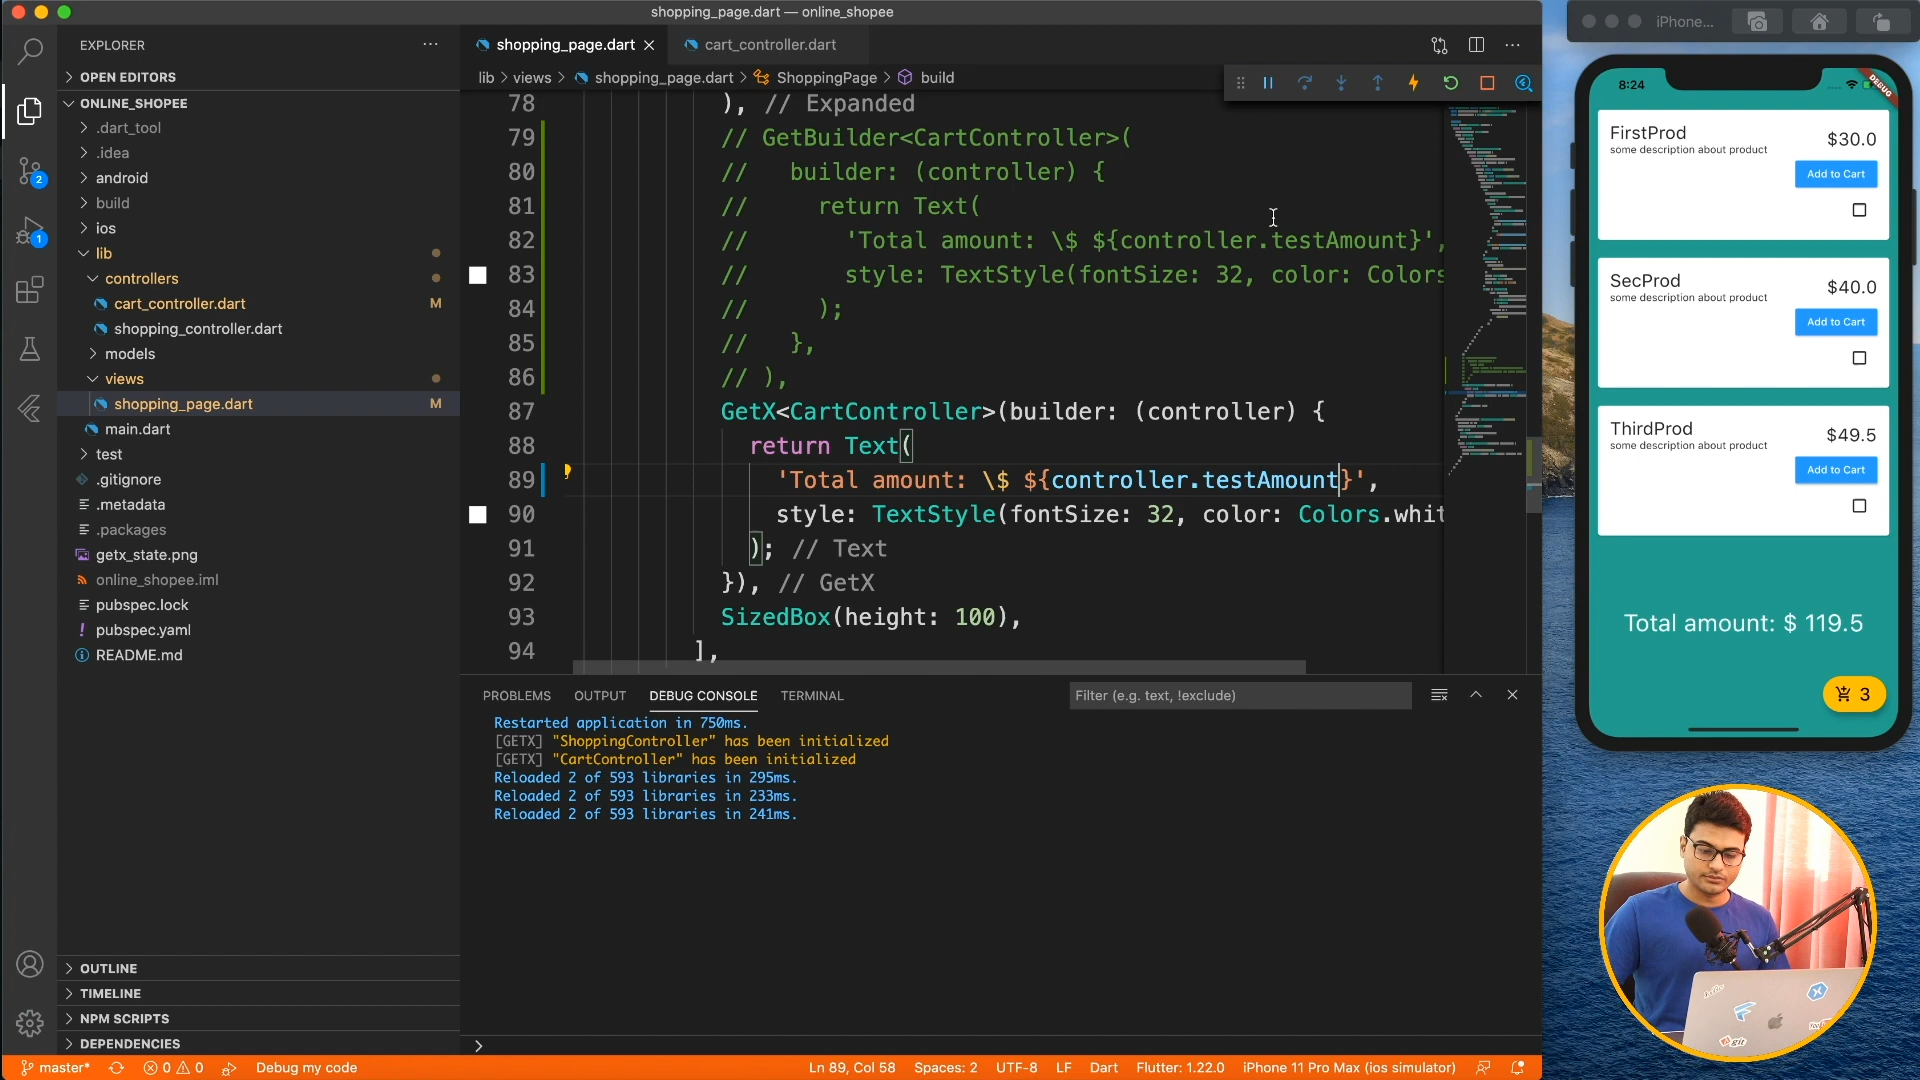 shopping_page.dart — online_shopee
EXPLORER
OPEN EDITORS
ONLINE_SHOPEE
.dart_tool
.idea
android
build
ios
lib
controllers
cart_controller.dart M
shopping_controller.dart
models
views
shopping_page.dart M
main.dart
test
.gitignore
.metadata
.packages
getx_state.png
online_shopee.iml
pubspec.lock
pubspec.yaml
README.md
OUTLINE
TIMELINE
NPM SCRIPTS
DEPENDENCIES
2
1
shopping_page.dart cart_controller.dart
lib > views > shopping_page.dart > ShoppingPage > build
78 ), // Expanded
79 // GetBuilder<CartController>(
80 // builder: (controller) {
81 // return Text(
82 // 'Total amount: \$ ${controller.testAmount}',
83 // style: TextStyle(fontSize: 32, color: Colors
84 // );
85 // },
86 // ),
87 GetX<CartController>(builder: (controller) {
88 return Text(
89 'Total amount: \$ ${controller.testAmount}',
90 style: TextStyle(fontSize: 32, color: Colors.whit
91 ); // Text
92 }), // GetX
93 SizedBox(height: 100),
94 ],
PROBLEMS OUTPUT DEBUG CONSOLE TERMINAL Filter (e.g. text, !exclude)
Restarted application in 750ms.
[GETX] "ShoppingController" has been initialized
[GETX] "CartController" has been initialized
Reloaded 2 of 593 libraries in 295ms.
Reloaded 2 of 593 libraries in 233ms.
Reloaded 2 of 593 libraries in 241ms.
master* 0 0 Debug my code Ln 89, Col 58 Spaces: 2 UTF-8 LF Dart Flutter: 1.22.0 iPhone 11 Pro Max (ios simulator)
iPhone...
8:24
DEBUG
FirstProd $30.0
some description about product
Add to Cart
SecProd $40.0
some description about product
Add to Cart
ThirdProd $49.5
some description about product
Add to Cart
Total amount: $ 119.5
3
git